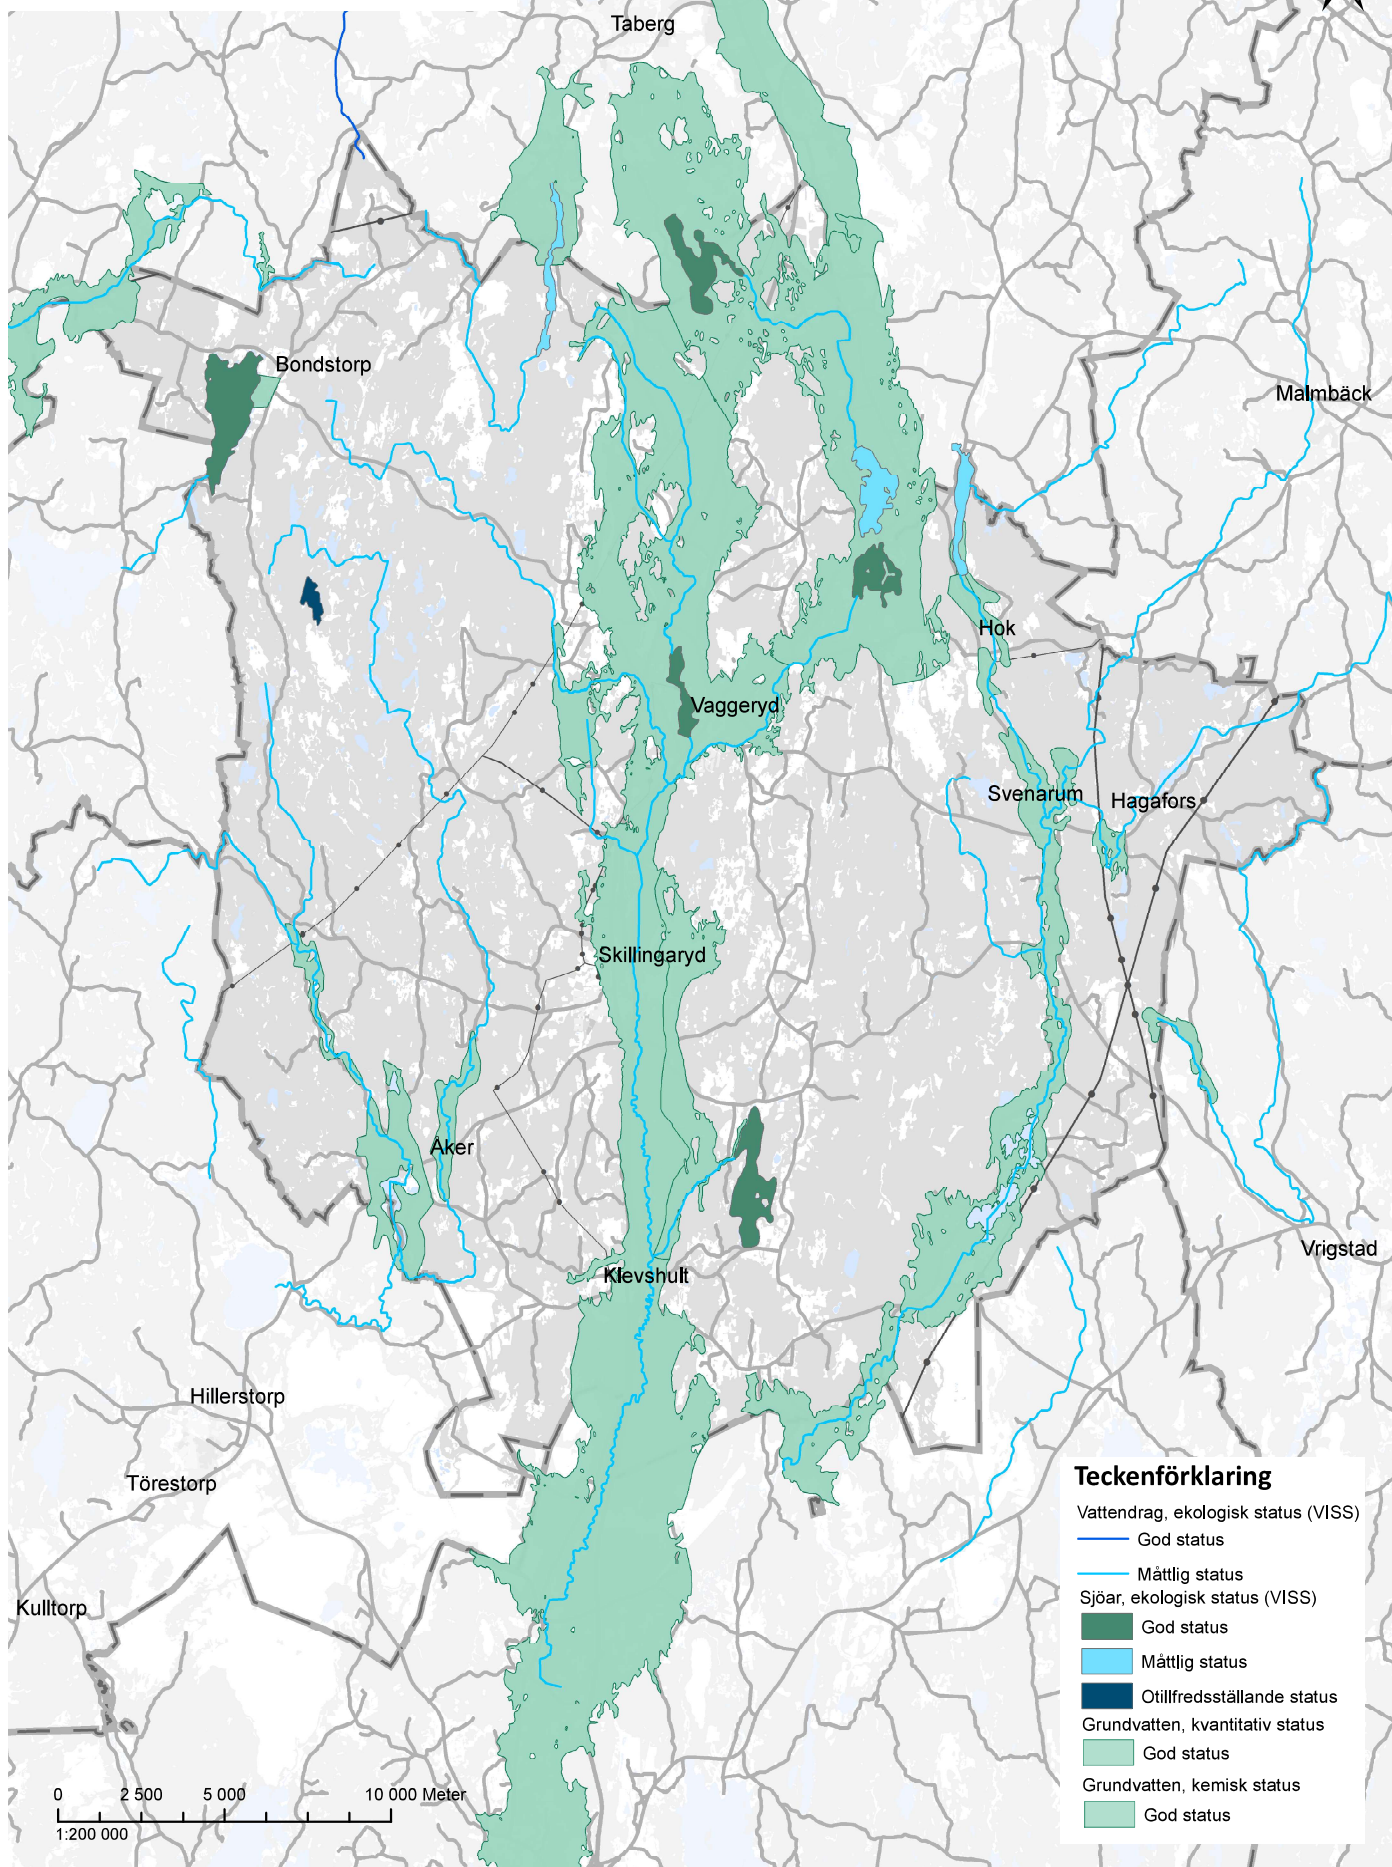 Taberg
Bondstorp
Malmbäck
Hok
Vaggeryd
Svenarum
Hagafors
Skillingaryd
Åker
Vrigstad
Klevshult
Hillerstorp
Törestorp
Kulltorp
Teckenförklaring
Vattendrag, ekologisk status (VISS)
God status
Måttlig status
Sjöar, ekologisk status (VISS)
God status
Måttlig status
Otillfredsställande status
Grundvatten, kvantitativ status
God status
Grundvatten, kemisk status
God status
0 2 500 5 000 10 000 Meter
1:200 000